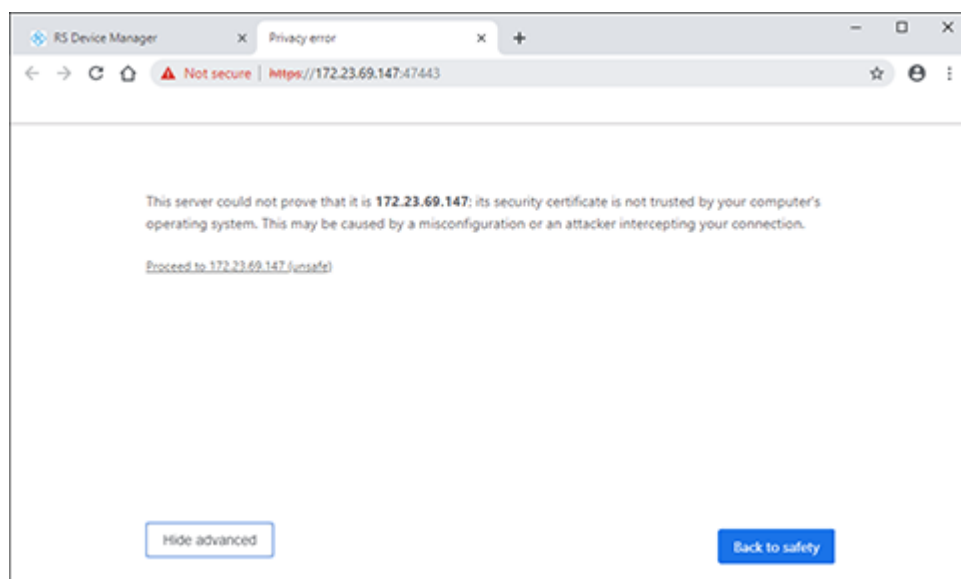 RS Device Manager
Privacy error
Not secure | https://172.23.69.147:47443
This server could not prove that it is 172.23.69.147; its security certificate is not trusted by your computer's
operating system. This may be caused by a misconfiguration or an attacker intercepting your connection.
Proceed to 172.23.69.147 (unsafe)
Hide advanced
Back to safety